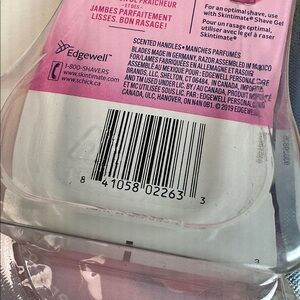 FRAÎCHEUR
ET DES
JAMBES PARFAITEMENT
LISSES. BON RASAGE!
For an optimal shave, use
with Skintimate® Shave Gel
Pour un rasage optimal,
utiliser avec le gel à raser
Skintimate®
Edgewell™
1-800-SHAVERS
www.skintimate.com
www.schick.ca
SCENTED HANDLES • MANCHES PARFUMÉS
BLADES MADE IN GERMANY. RAZOR ASSEMBLED IN MEXICO
FOR/LAMES FABRIQUÉES EN ALLEMAGNE ET RASOIR
ASSEMBLÉ AU MEXIQUE POUR: EDGEWELL PERSONAL CARE
BRANDS, LLC, SHELTON, CT 06484. IN CANADA, IMPORTED
AND TM USED UNDER LIC. BY/ AU CANADA, PRODUIT IMPORTÉ
ET MC UTILISÉE SOUS LIC. PAR: EDGEWELL PERSONAL CARE
CANADA, ULC, HANOVER, ON N4N 0B1. © 2019 EDGEWELL
8 41058 02263 3